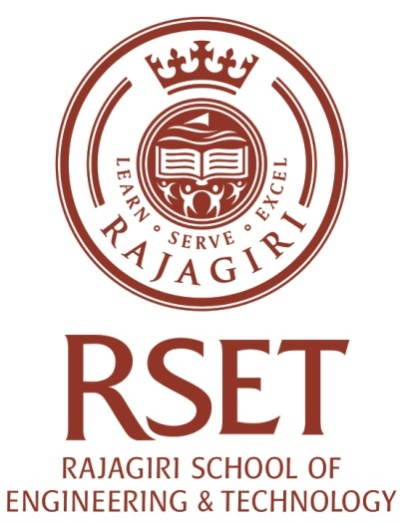 LEARN • SERVE • EXCEL
RAJAGIRI
RSET
RAJAGIRI SCHOOL OF
ENGINEERING & TECHNOLOGY